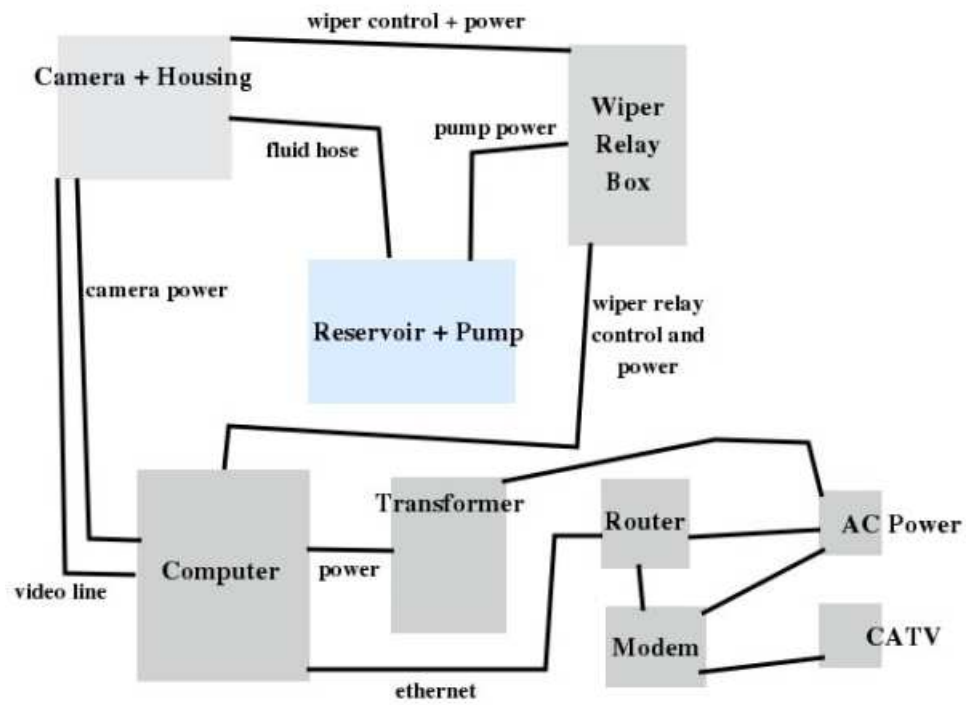 wiper control + power
Camera + Housing
Wiper
Relay
Box
pump power
fluid hose
camera power
Reservoir + Pump
wiper relay
control and
power
Transformer
Router
AC Power
Computer
power
video line
Modem
CATV
ethernet